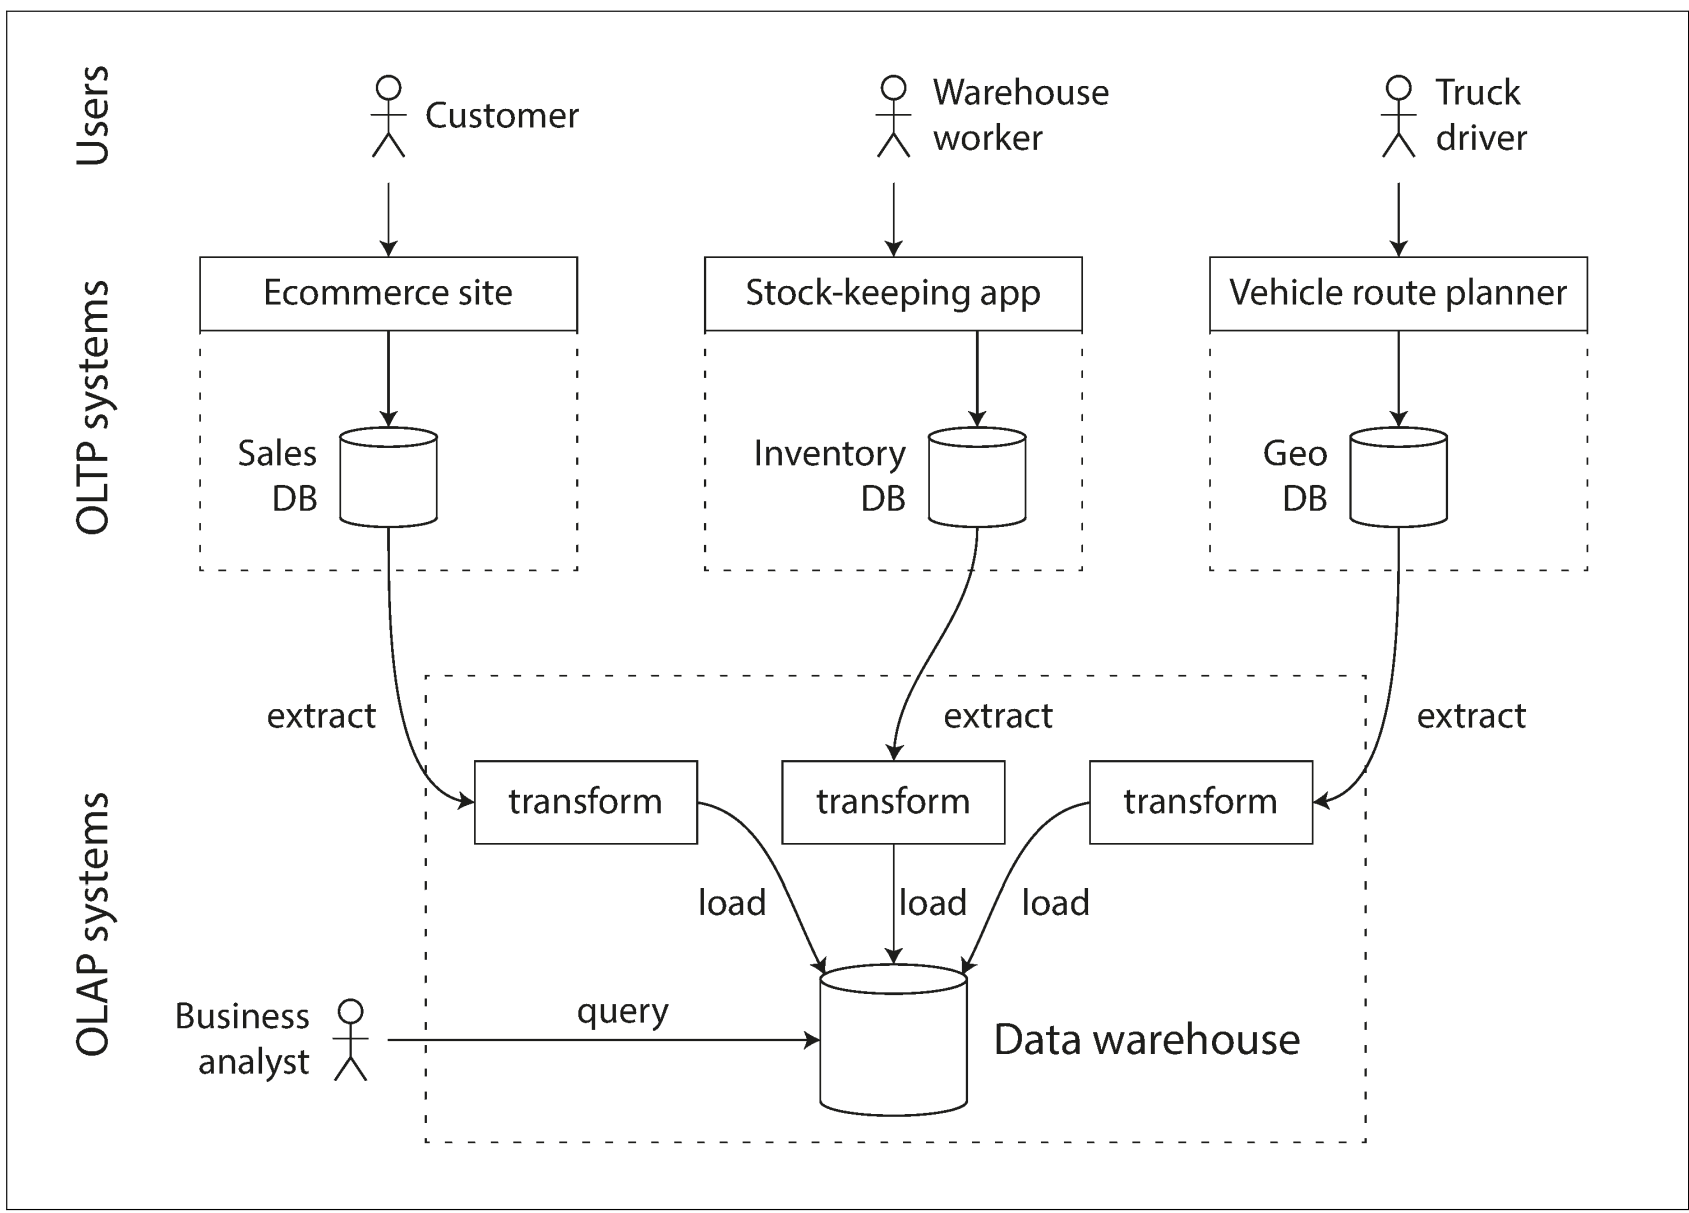 Users
Customer
Warehouse
worker
Truck
driver
OLTP systems
Ecommerce site
Stock-keeping app
Vehicle route planner
Sales
DB
Inventory
DB
Geo
DB
extract
extract
extract
OLAP systems
transform
transform
transform
load
load
load
Business
analyst
query
Data warehouse